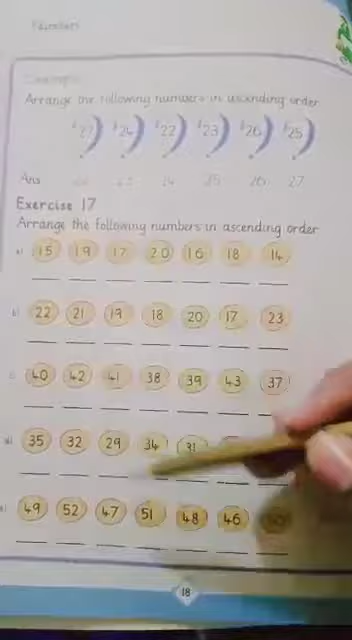 Numbers
Example
Arrange the following numbers in ascending order
27 24 22 23 26 25
Ans 22 23 24 25 26 27
Exercise 17
Arrange the following numbers in ascending order
a) 15 19 17 20 16 18 14
b) 22 21 19 18 20 17 23
c) 40 42 41 38 39 43 37
d) 35 32 29 34 31
e) 49 52 47 51 48 46
18